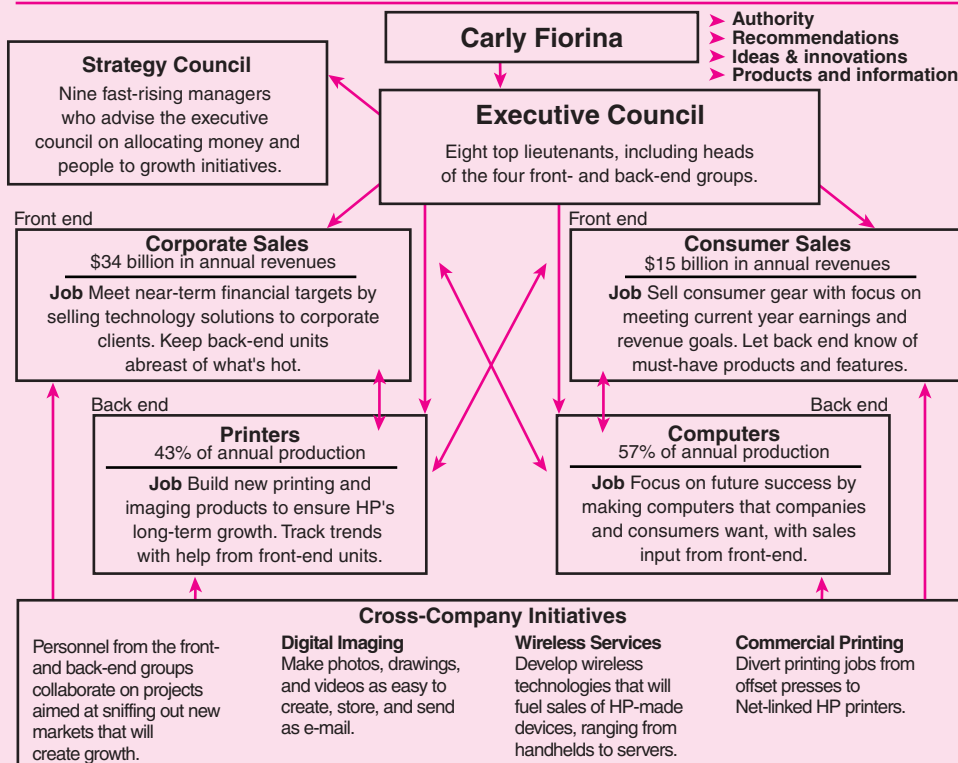 Carly Fiorina
Authority
Recommendations
Ideas & innovations
Products and information
Strategy Council
Nine fast-rising managers
who advise the executive
council on allocating money and
people to growth initiatives.
Executive Council
Eight top lieutenants, including heads
of the four front- and back-end groups.
Front end
Corporate Sales
$34 billion in annual revenues
Job Meet near-term financial targets by
selling technology solutions to corporate
clients. Keep back-end units
abreast of what's hot.
Front end
Consumer Sales
$15 billion in annual revenues
Job Sell consumer gear with focus on
meeting current year earnings and
revenue goals. Let back end know of
must-have products and features.
Back end
Printers
43% of annual production
Job Build new printing and
imaging products to ensure HP's
long-term growth. Track trends
with help from front-end units.
Back end
Computers
57% of annual production
Job Focus on future success by
making computers that companies
and consumers want, with sales
input from front-end.
Cross-Company Initiatives
Personnel from the front-
and back-end groups
collaborate on projects
aimed at sniffing out new
markets that will
create growth.
Digital Imaging
Make photos, drawings,
and videos as easy to
create, store, and send
as e-mail.
Wireless Services
Develop wireless
technologies that will
fuel sales of HP-made
devices, ranging from
handhelds to servers.
Commercial Printing
Divert printing jobs from
offset presses to
Net-linked HP printers.